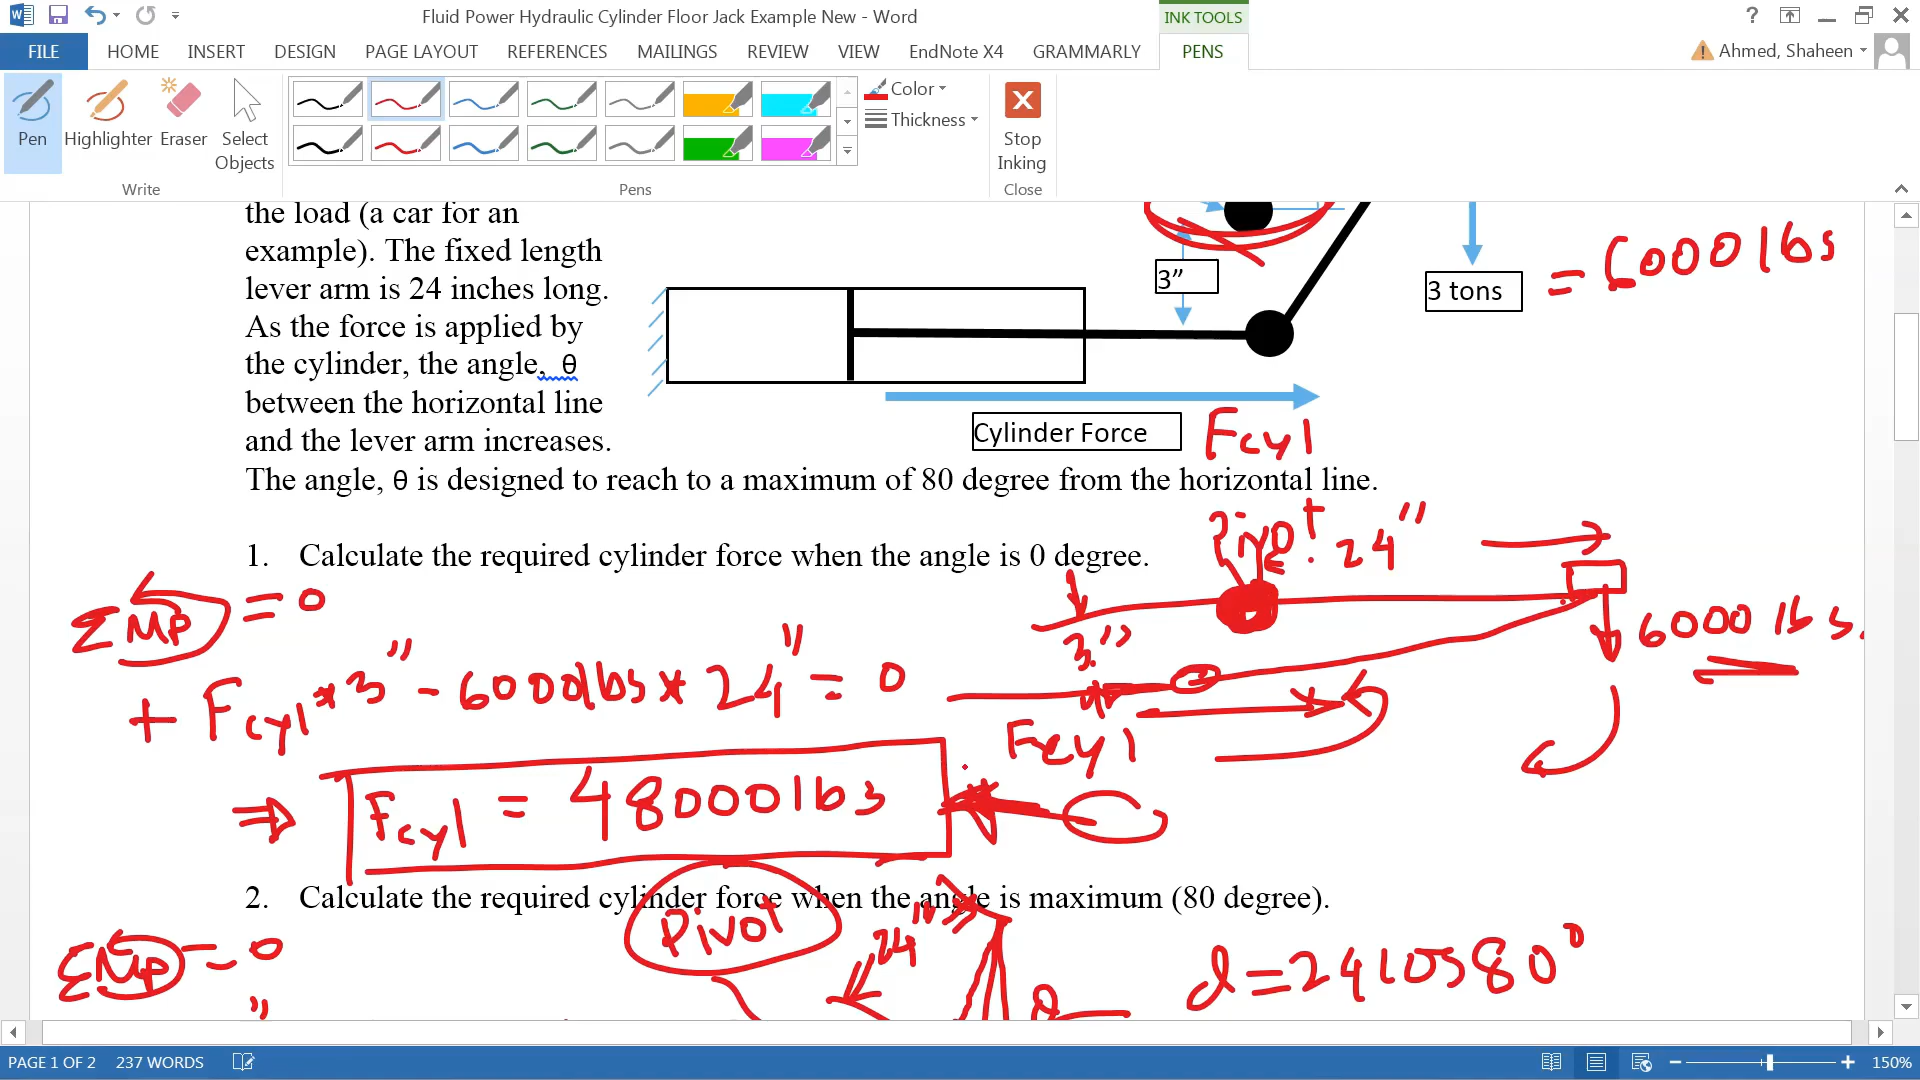 Fluid Power Hydraulic Cylinder Floor Jack Example New - Word
INK TOOLS
?
FILE HOME INSERT DESIGN PAGE LAYOUT REFERENCES MAILINGS REVIEW VIEW EndNote X4 GRAMMARLY PENS
Ahmed, Shaheen
Pen
Highlighter
Eraser
Select
Objects
Color
Thickness
Stop
Inking
Write
Pens
Close
the load (a car for an
example). The fixed length
lever arm is 24 inches long.
As the force is applied by
the cylinder, the angle, θ
between the horizontal line
and the lever arm increases.
The angle, θ is designed to reach to a maximum of 80 degree from the horizontal line.
3”
3 tons
= 6000 lbs
Cylinder Force
Fcyl
1. Calculate the required cylinder force when the angle is 0 degree.
Pivot
24"
ΣMp = 0
3"
6000 lbs.
+ Fcyl * 3" - 6000lbs * 24" = 0
Fcyl
⇒ Fcyl = 48000lbs
2. Calculate the required cylinder force when the angle is maximum (80 degree).
Pivot
24"
ΣMp = 0
d = 24 cos 80°
"
PAGE 1 OF 2
237 WORDS
150%